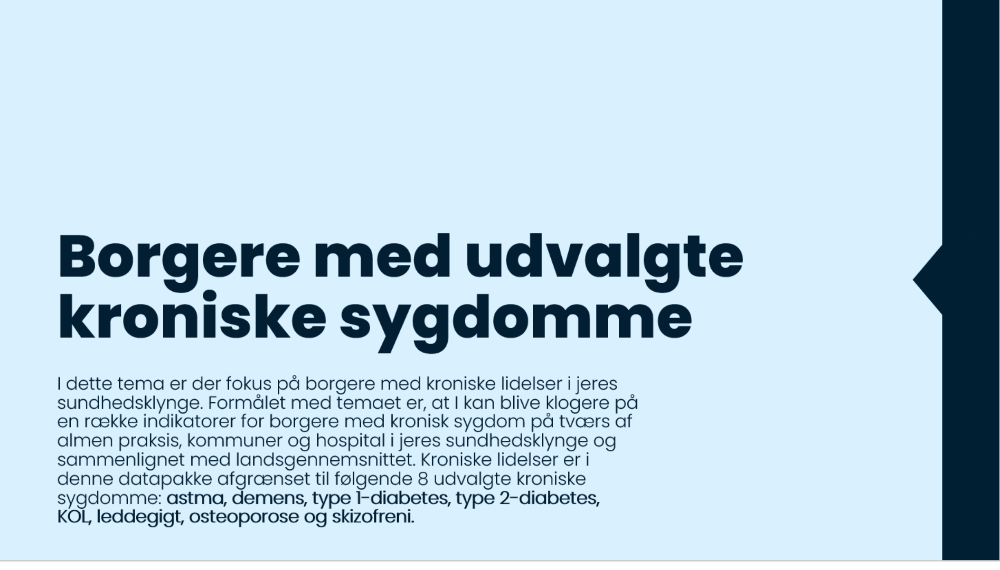 Borgere med udvalgte
kroniske sygdomme
I dette tema er der fokus på borgere med kroniske lidelser i jeres
sundhedsklynge. Formålet med temaet er, at I kan blive klogere på
en række indikatorer for borgere med kronisk sygdom på tværs af
almen praksis, kommuner og hospital i jeres sundhedsklynge og
sammenlignet med landsgennemsnittet. Kroniske lidelser er i
denne datapakke afgrænset til følgende 8 udvalgte kroniske
sygdomme: astma, demens, type 1-diabetes, type 2-diabetes,
KOL, leddegigt, osteoporose og skizofreni.